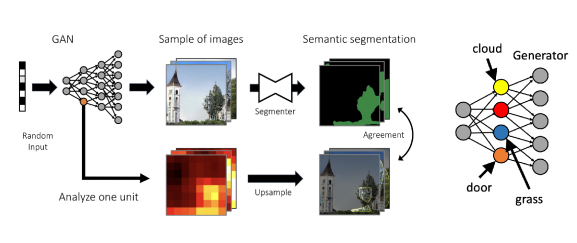 GAN
Sample of images
Semantic segmentation
Random
Input
Segmenter
Agreement
Analyze one unit
Upsample
cloud
Generator
door
grass